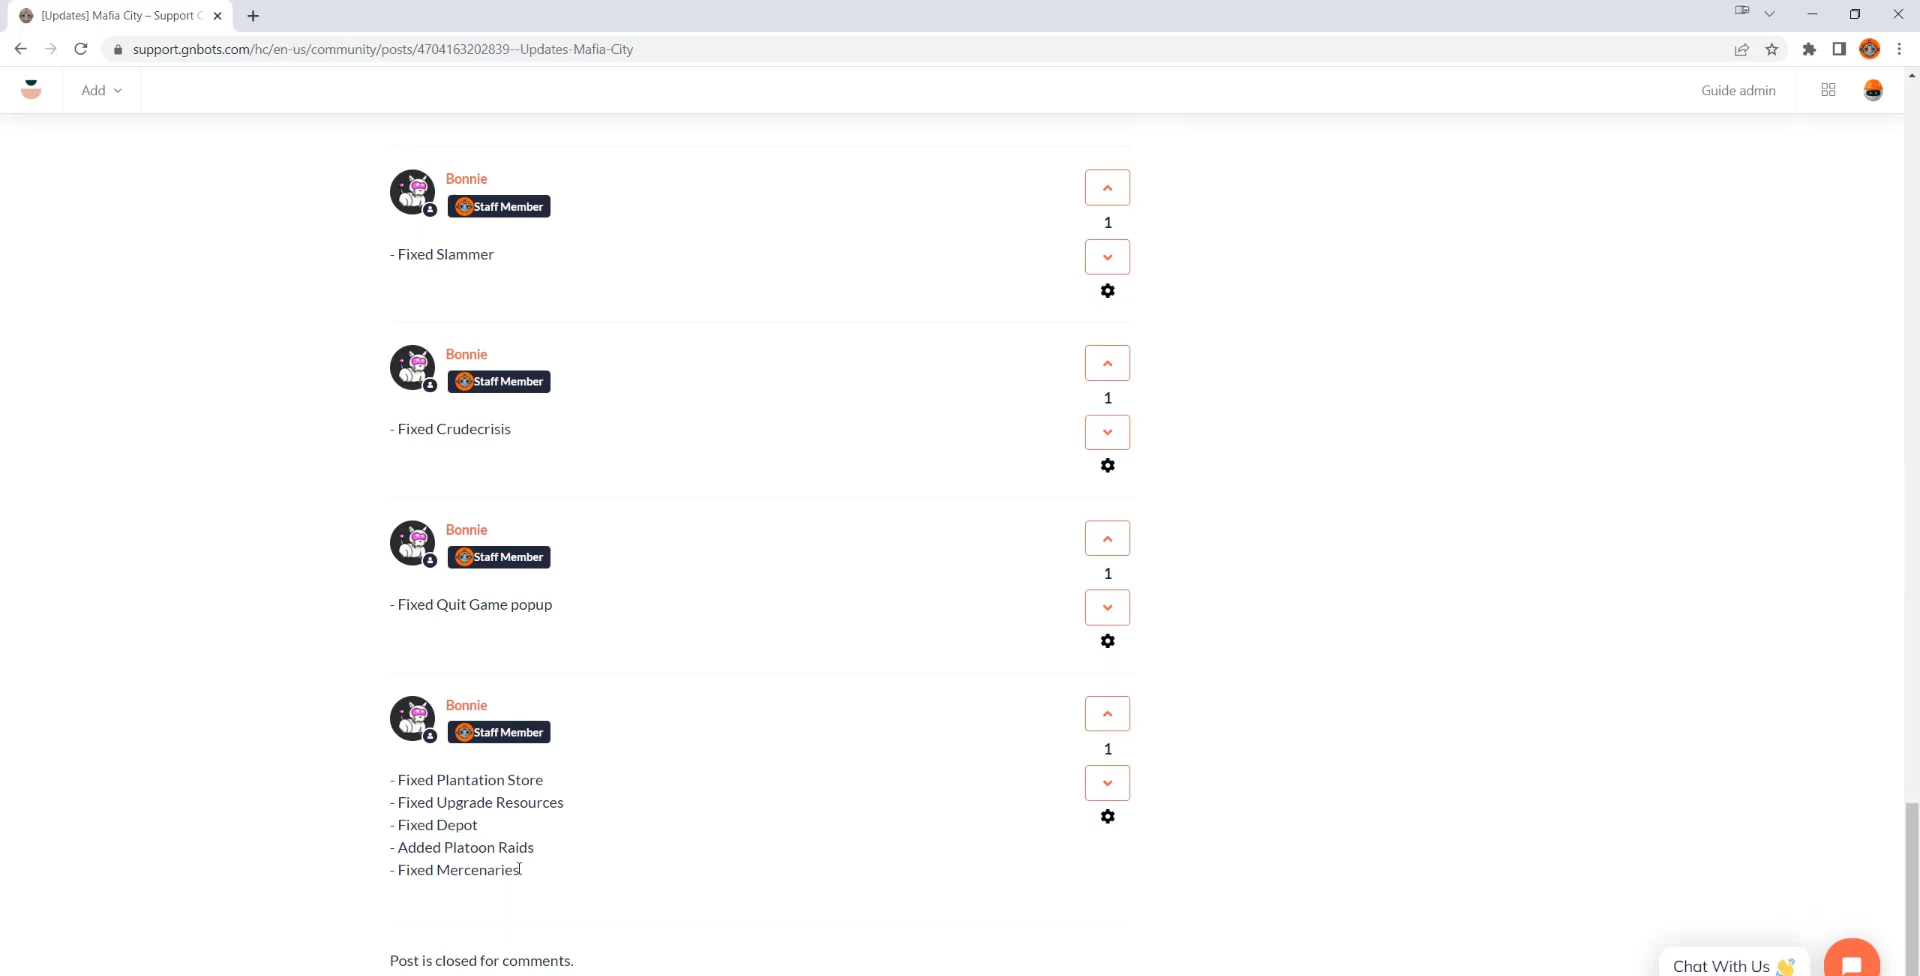 [Updates] Mafia City – Support C
support.gnbots.com/hc/en-us/community/posts/4704163202839--Updates-Mafia-City
Add
Guide admin
Bonnie
Staff Member
1
- Fixed Slammer
Bonnie
Staff Member
1
- Fixed Crudecrisis
Bonnie
Staff Member
1
- Fixed Quit Game popup
Bonnie
Staff Member
1
- Fixed Plantation Store
- Fixed Upgrade Resources
- Fixed Depot
- Added Platoon Raids
- Fixed Mercenaries
Post is closed for comments.
Chat With Us 👋